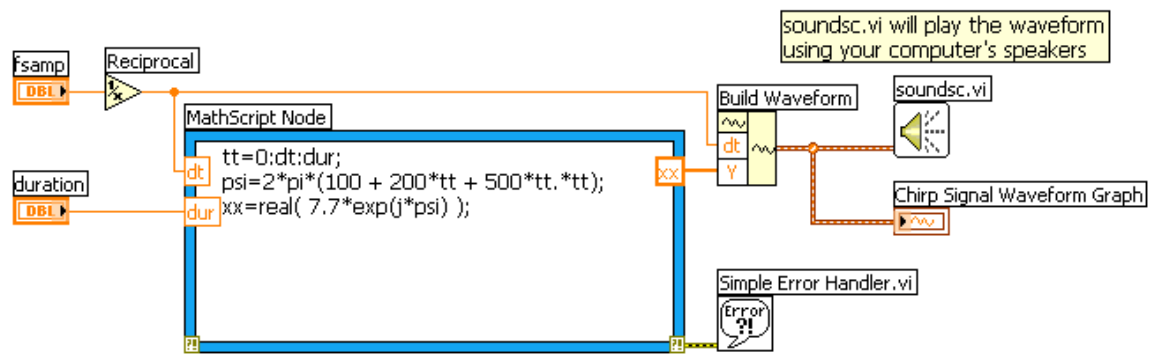 soundsc.vi will play the waveform
using your computer's speakers
fsamp
DBL
Reciprocal
1/x
MathScript Node
tt=0:dt:dur;
psi=2*pi*(100 + 200*tt + 500*tt.*tt);
xx=real( 7.7*exp(j*psi) );
dt
duration
DBL
dur
xx
Build Waveform
dt
Y
soundsc.vi
Chirp Signal Waveform Graph
Simple Error Handler.vi
Error
?!
?!
?!